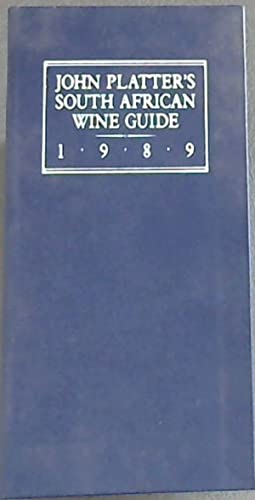 JOHN PLATTER'S
SOUTH AFRICAN
WINE GUIDE
1·9·8·9